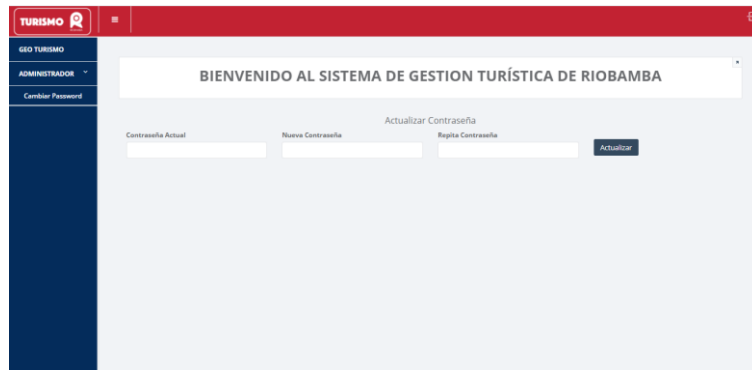 TURISMO R
GEO TURISMO
ADMINISTRADOR
Cambiar Password
BIENVENIDO AL SISTEMA DE GESTION TURÍSTICA DE RIOBAMBA
Actualizar Contraseña
Contraseña Actual
Nueva Contraseña
Repita Contraseña
Actualizar